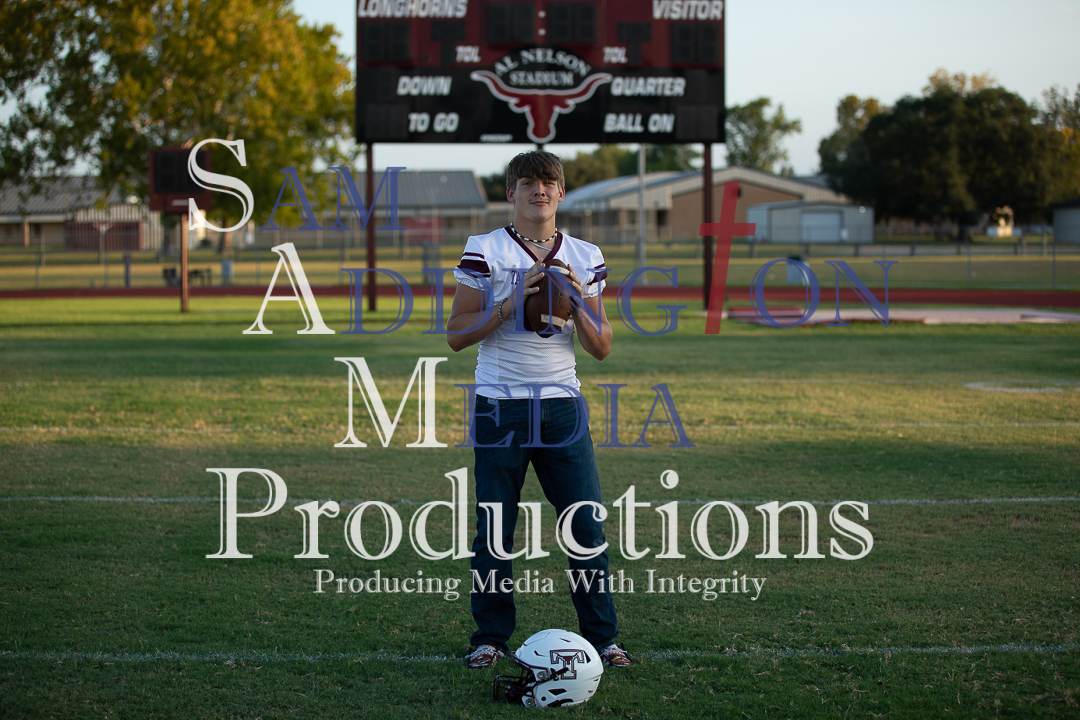 LONGHORNS VISITOR
TOL TOL
AL NELSON
STADIUM
DOWN QUARTER
TO GO BALL ON
SAM
ADDINGTON
MEDIA
Productions
Producing Media With Integrity
T